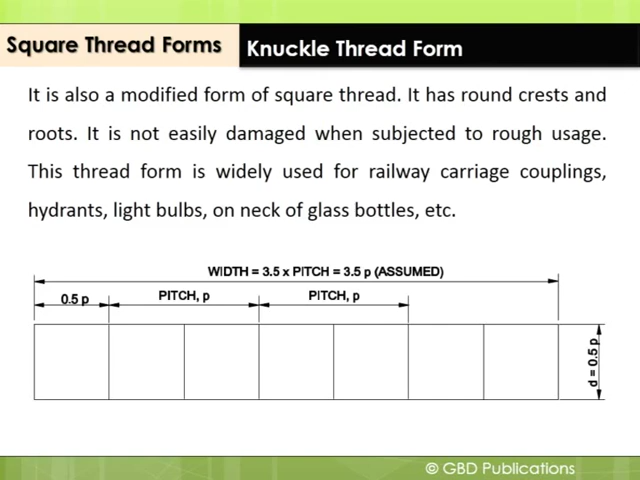 Square Thread Forms
Knuckle Thread Form
It is also a modified form of square thread. It has round crests and
roots. It is not easily damaged when subjected to rough usage.
This thread form is widely used for railway carriage couplings,
hydrants, light bulbs, on neck of glass bottles, etc.
WIDTH = 3.5 x PITCH = 3.5 p (ASSUMED)
0.5 p
PITCH, p
PITCH, p
d = 0.5 p
© GBD Publications